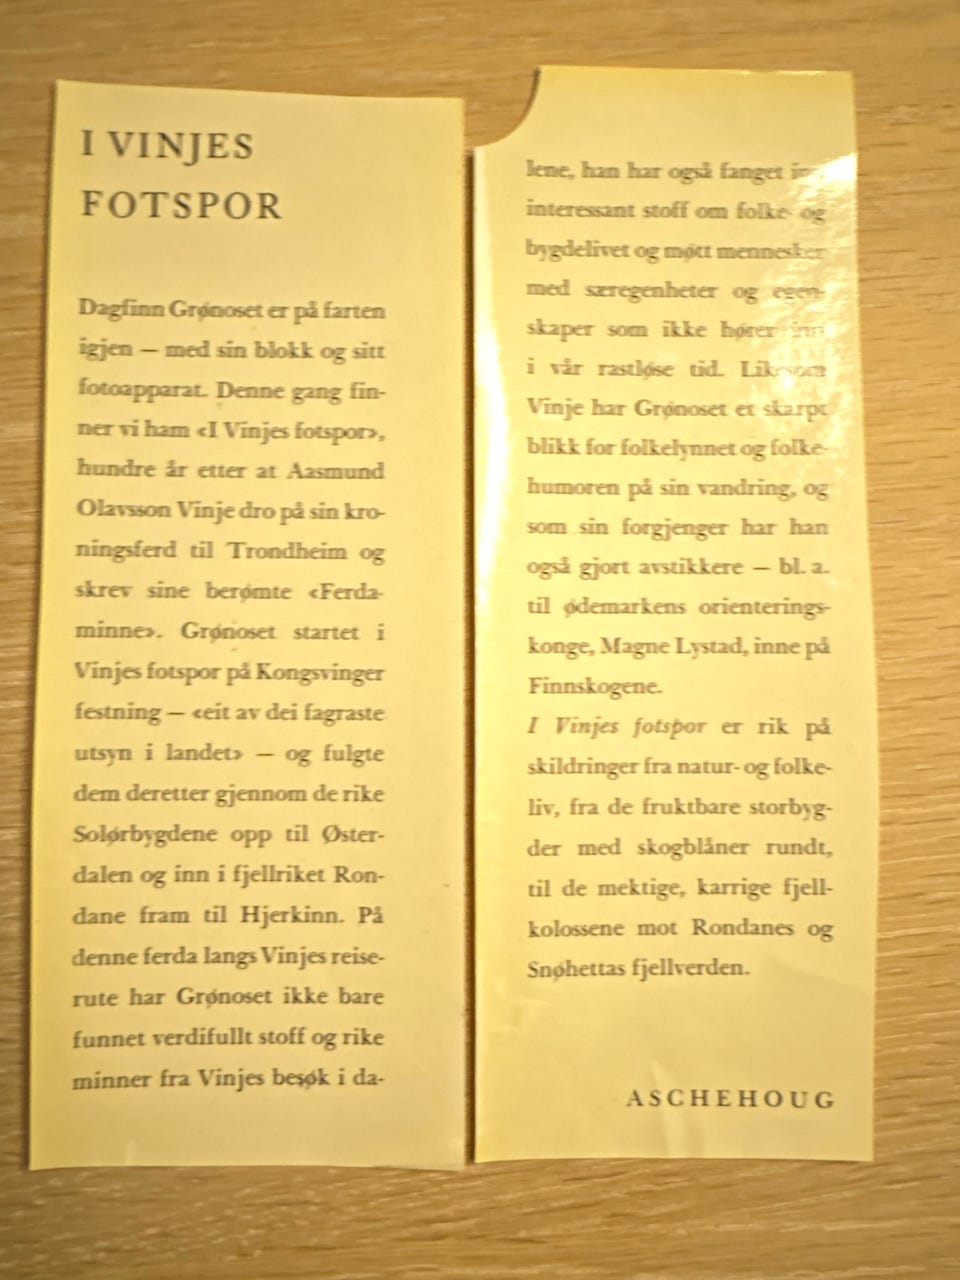 I VINJES
FOTSPOR
Dagfinn Grønoset er på farten
igjen — med sin blokk og sitt
fotoapparat. Denne gang fin-
ner vi ham «I Vinjes fotspor»,
hundre år etter at Aasmund
Olavsson Vinje dro på sin kro-
ningsferd til Trondheim og
skrev sine berømte «Ferda-
minne». Grønoset startet i
Vinjes fotspor på Kongsvinger
festning — «eit av dei fagraste
utsyn i landet» — og fulgte
dem deretter gjennom de rike
Solørbygdene opp til Øster-
dalen og inn i fjellriket Ron-
dane fram til Hjerkinn. På
denne ferda langs Vinjes reise-
rute har Grønoset ikke bare
funnet verdifullt stoff og rike
minner fra Vinjes besøk i da-
lene, han har også fanget inn
interessant stoff om folke- og
bygdelivet og møtt mennesker
med særegenheter og egen-
skaper som ikke hører inn
i vår rastløse tid. Likesom
Vinje har Grønoset et skarpt
blikk for folkelynnet og folke-
humoren på sin vandring, og
som sin forgjenger har han
også gjort avstikkere — bl. a.
til ødemarkens orienterings-
konge, Magne Lystad, inne på
Finnskogene.
I Vinjes fotspor er rik på
skildringer fra natur- og folke-
liv, fra de fruktbare storbyg-
der med skogblåner rundt,
til de mektige, karrige fjell-
kolossene mot Rondanes og
Snøhettas fjellverden.
ASCHEHOUG